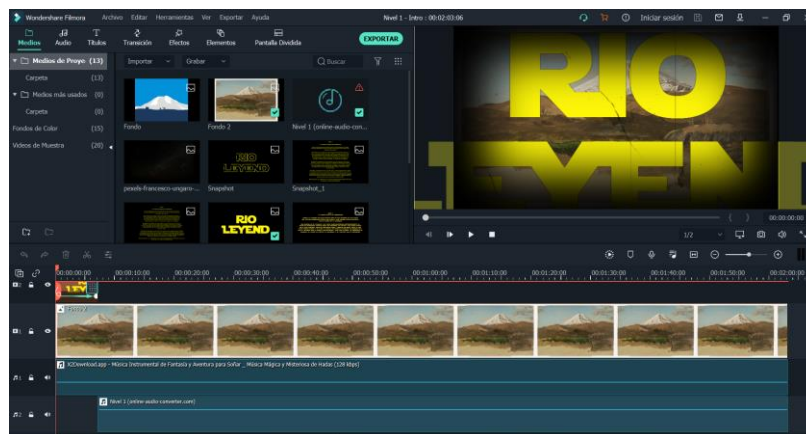 Wondershare Filmora Archivo Editar Herramientas Ver Exportar Ayuda Nivel 1 - Intro : 00:02:03:06 Iniciar sesión
Medios Audio Títulos Transición Efectos Elementos Pantalla Dividida EXPORTAR
Medios de Proye (13) Importar Grabar Buscar
Carpeta (13)
Medios más usados (0)
Carpeta (0)
Fondos de Color (15)
Videos de Muestra (20)
Fondo Fondo 2 Nivel 1 (online-audio-con...
RIO
LEYEND
pexels-francesco-ungaro-... Snapshot Snapshot_1
RIO
LEYEND
RIO
LEYEND
00:00:00:00
1/2
00:00:00:00 00:00:10:00 00:00:20:00 00:00:30:00 00:00:40:00 00:00:50:00 00:01:00:00 00:01:10:00 00:01:20:00 00:01:30:00 00:01:40:00 00:01:50:00 00:02:00:00
Fondo 2
X2Download.app - Música Instrumental de Fantasía y Aventura para Soñar _ Música Mágica y Misteriosa de Hadas (128 kbps)
Nivel 1 (online-audio-converter.com)